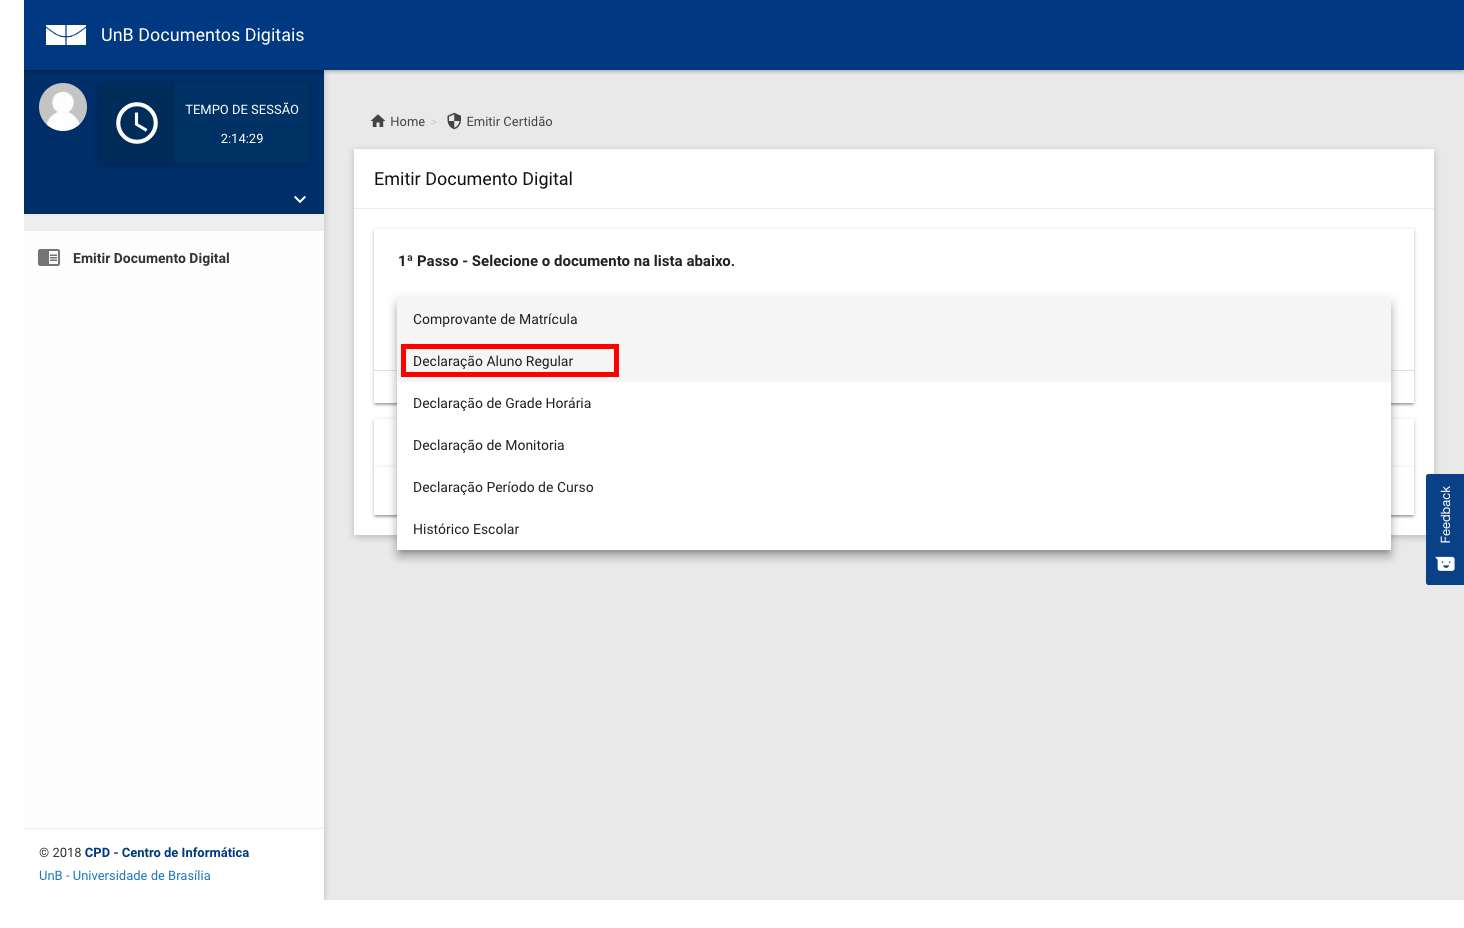 UnB Documentos Digitais
TEMPO DE SESSÃO
2:14:29
Home > Emitir Certidão
Emitir Documento Digital
Emitir Documento Digital
1ª Passo - Selecione o documento na lista abaixo.
Comprovante de Matrícula
Declaração Aluno Regular
Declaração de Grade Horária
Declaração de Monitoria
Declaração Período de Curso
Histórico Escolar
Feedback
© 2018 CPD - Centro de Informática
UnB - Universidade de Brasília